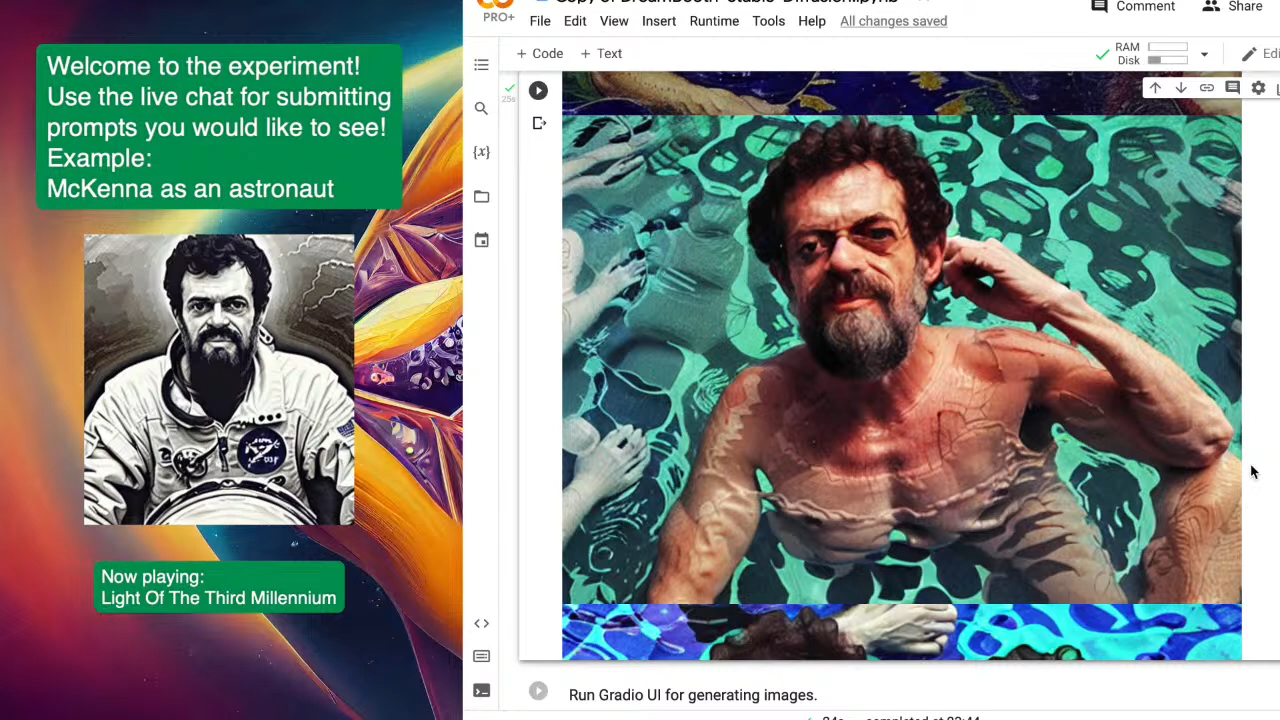 Welcome to the experiment!
Use the live chat for submitting
prompts you would like to see!
Example:
McKenna as an astronaut
Now playing:
Light Of The Third Millennium
PRO+
File Edit View Insert Runtime Tools Help All changes saved
Comment Share
+ Code + Text
RAM
Disk
25s
{x}
Run Gradio UI for generating images.